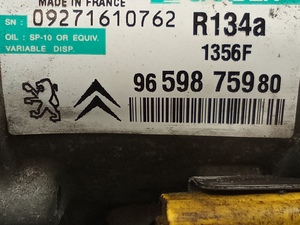 MADE IN FRANCE
SN : 09271610762
R134a
OIL : SP-10 OR EQUIV.
VARIABLE DISP.
1356F
96 598 759 80